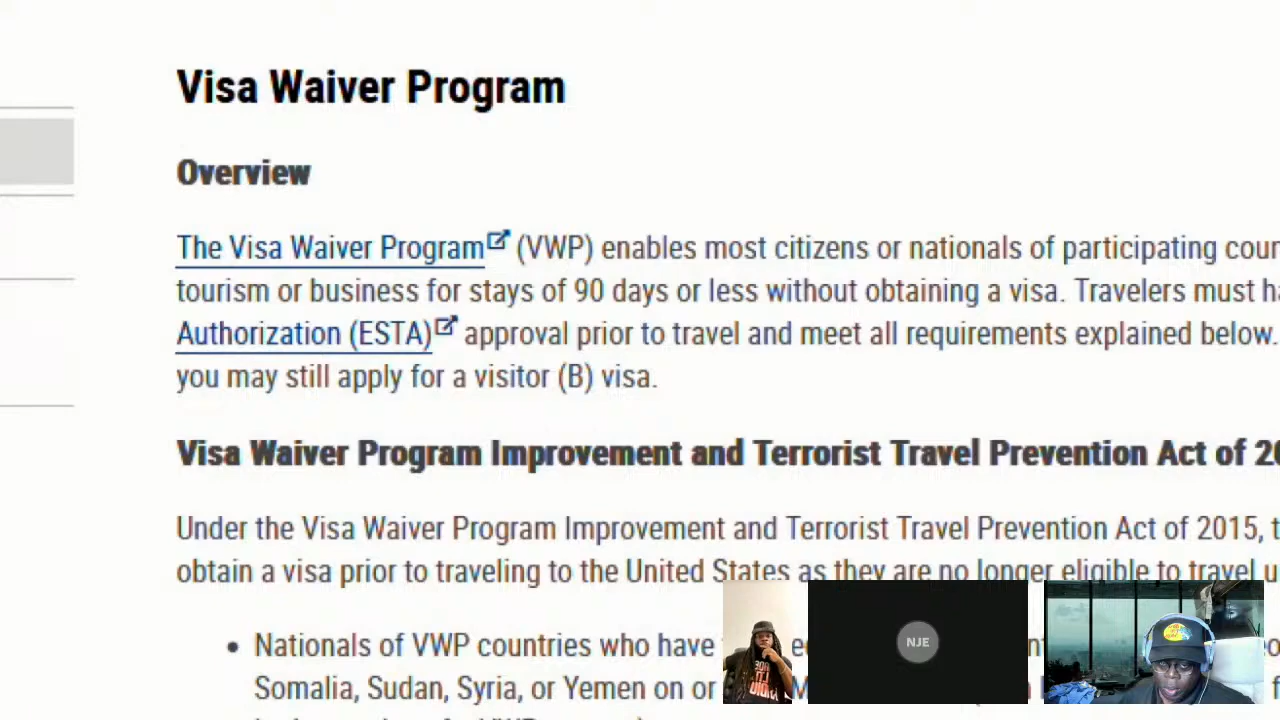 Visa Waiver Program
Overview
The Visa Waiver Program (VWP) enables most citizens or nationals of participating
tourism or business for stays of 90 days or less without obtaining a visa. Travelers must
Authorization (ESTA) approval prior to travel and meet all requirements explained below.
you may still apply for a visitor (B) visa.
Visa Waiver Program Improvement and Terrorist Travel Prevention Act of
Under the Visa Waiver Program Improvement and Terrorist Travel Prevention Act of 2015,
obtain a visa prior to traveling to the United States as they are no longer eligible to travel
Nationals of VWP countries who have
NJE
Somalia, Sudan, Syria, or Yemen on or